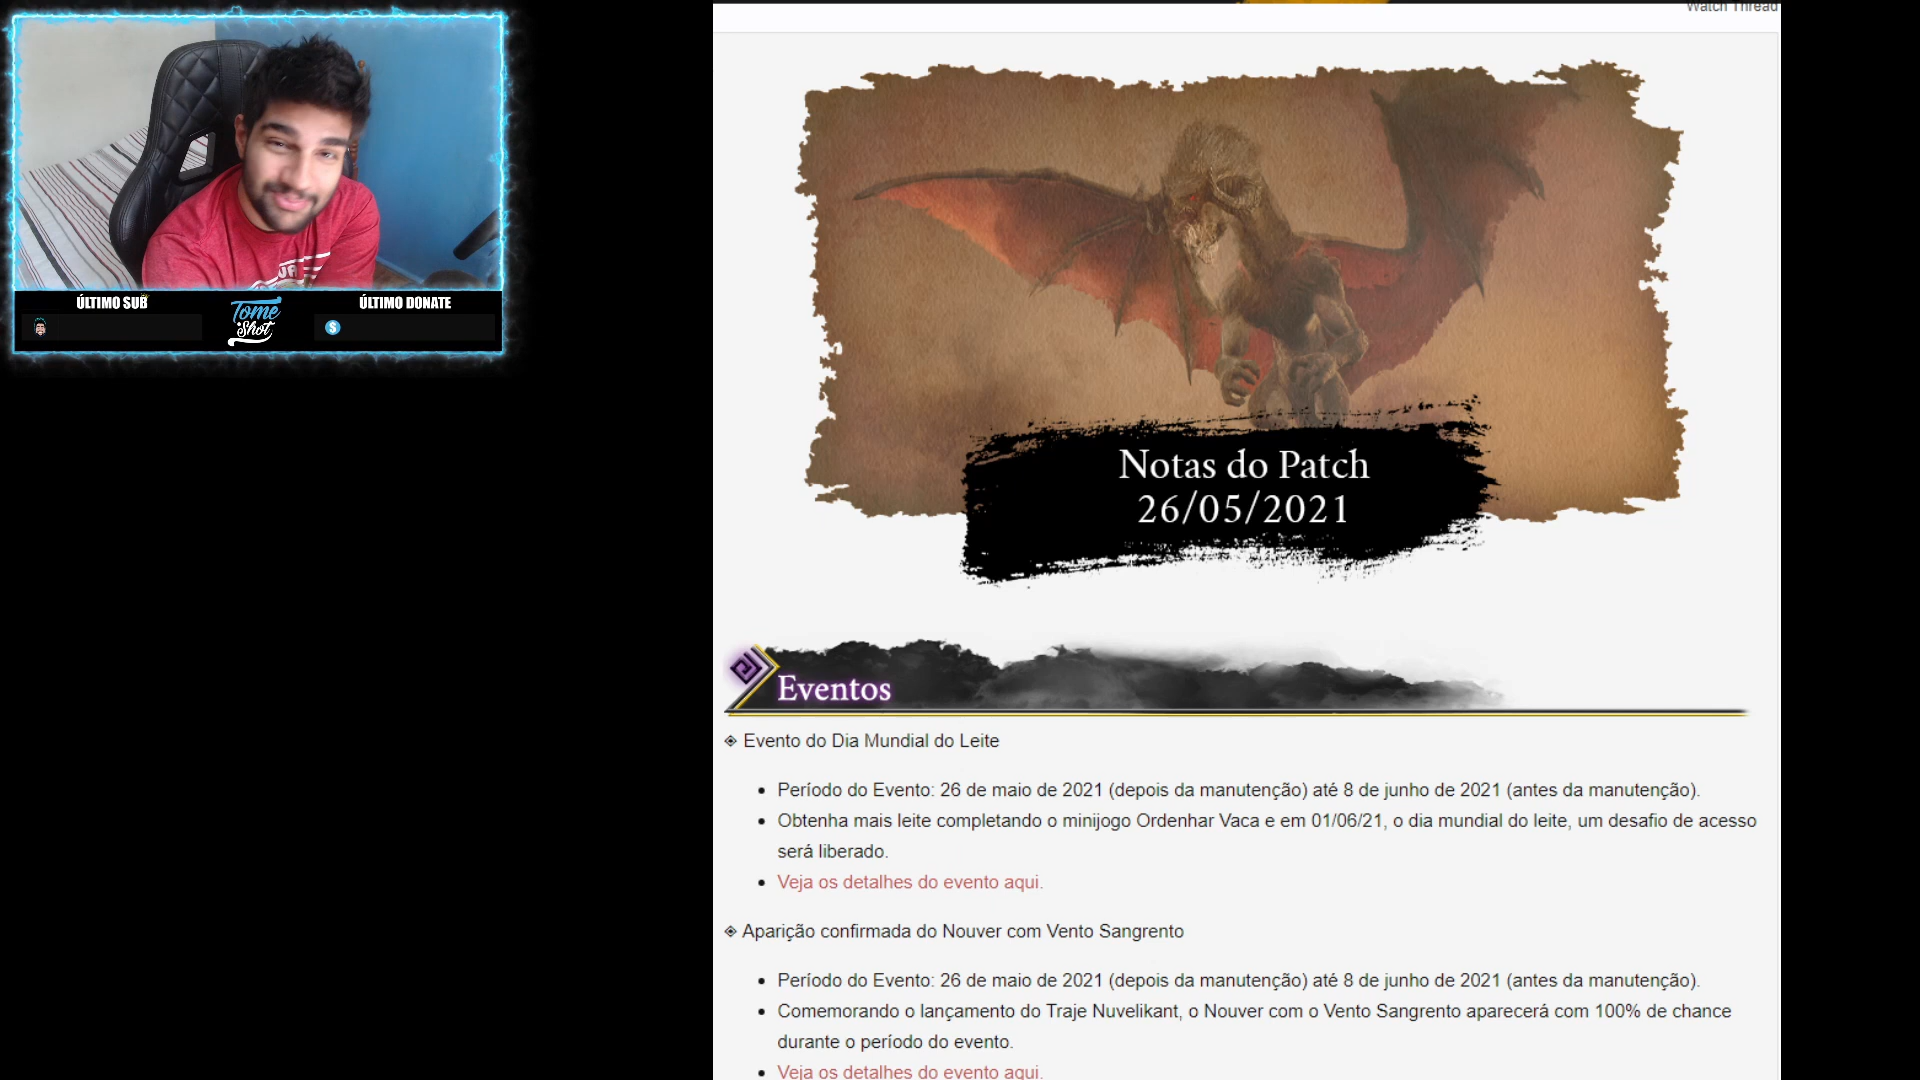 Watch Thread
ÚLTIMO SUB
Tome Shot
ÚLTIMO DONATE
$
Notas do Patch
26/05/2021
Eventos
◈ Evento do Dia Mundial do Leite
• Período do Evento: 26 de maio de 2021 (depois da manutenção) até 8 de junho de 2021 (antes da manutenção).
• Obtenha mais leite completando o minijogo Ordenhar Vaca e em 01/06/21, o dia mundial do leite, um desafio de acesso
será liberado.
• Veja os detalhes do evento aqui.
◈ Aparição confirmada do Nouver com Vento Sangrento
• Período do Evento: 26 de maio de 2021 (depois da manutenção) até 8 de junho de 2021 (antes da manutenção).
• Comemorando o lançamento do Traje Nuvelikant, o Nouver com o Vento Sangrento aparecerá com 100% de chance
durante o período do evento.
• Veja os detalhes do evento aqui.